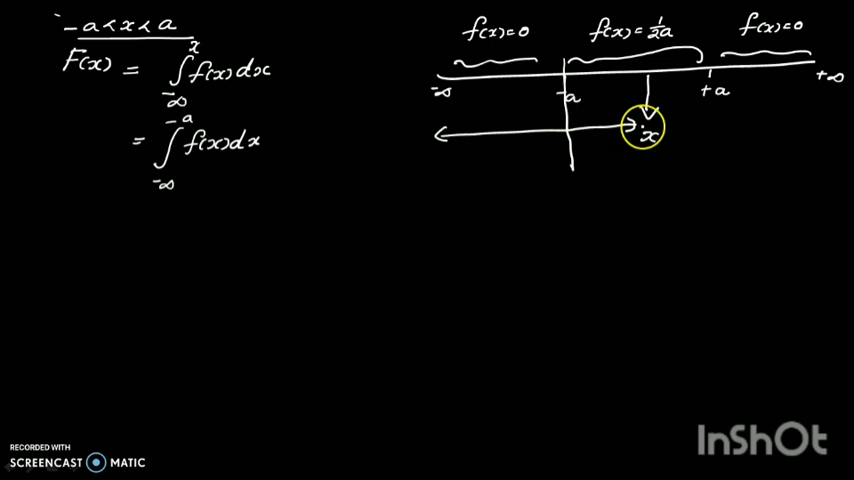 -a<x<a
F(x) = ∫_{-∞}^{x} f(x)dx
= ∫_{-∞}^{-a} f(x)dx
f(x)=0 f(x)=1/2a f(x)=0
-∞ -a +a +∞
x
RECORDED WITH
SCREENCAST MATIC
InShOt